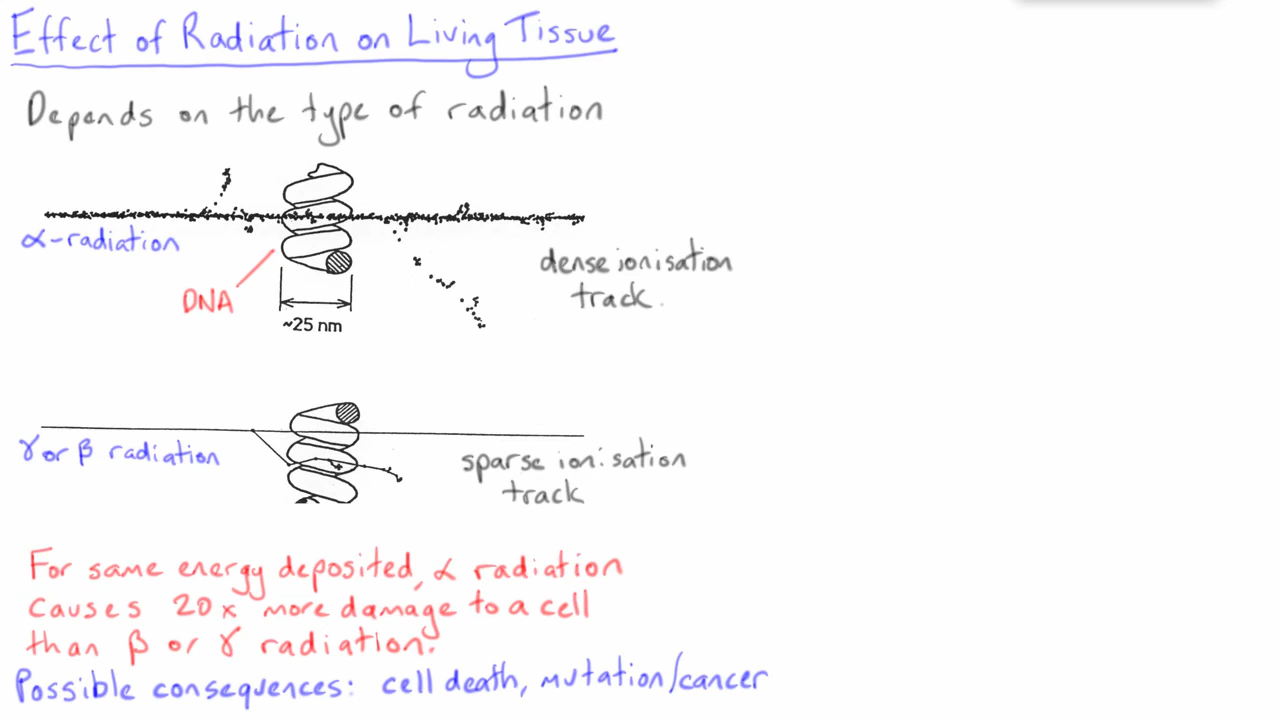 Effect of Radiation on Living Tissue
Depends on the type of radiation
α-radiation
dense ionisation
track.
DNA
~25 nm
γ or β radiation
sparse ionisation
track
For same energy deposited, α radiation
causes 20x more damage to a cell
than β or γ radiation.
Possible consequences: cell death, mutation/cancer